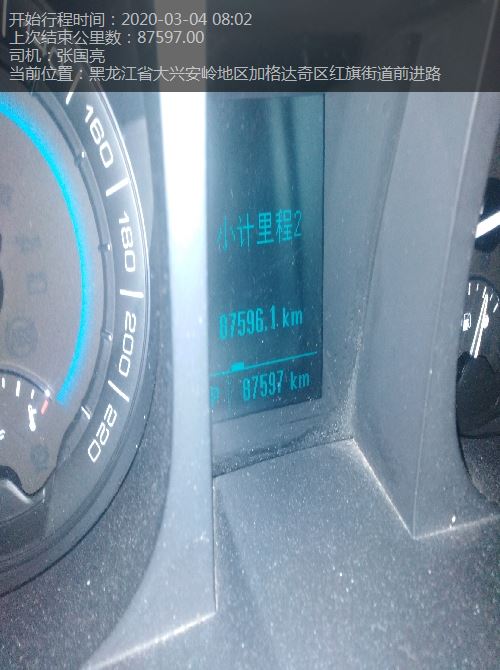 开始行程时间：2020-03-04 08:02
上次结束公里数：87597.00
司机：张国亮
当前位置：黑龙江省大兴安岭地区加格达奇区红旗街道前进路
160
180
200
220
小计里程2
87596.1 km
P 87597 km